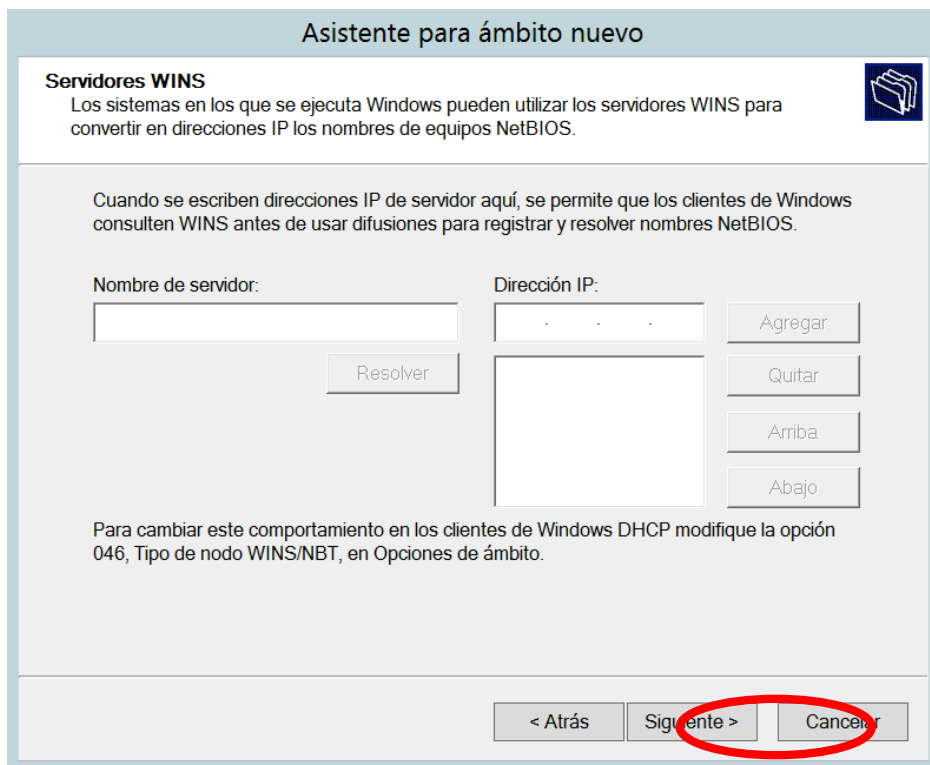 Asistente para ámbito nuevo
Servidores WINS
Los sistemas en los que se ejecuta Windows pueden utilizar los servidores WINS para
convertir en direcciones IP los nombres de equipos NetBIOS.
Cuando se escriben direcciones IP de servidor aquí, se permite que los clientes de Windows
consulten WINS antes de usar difusiones para registrar y resolver nombres NetBIOS.
Nombre de servidor:
Dirección IP:
. . .
Agregar
Resolver
Quitar
Arriba
Abajo
Para cambiar este comportamiento en los clientes de Windows DHCP modifique la opción
046, Tipo de nodo WINS/NBT, en Opciones de ámbito.
< Atrás
Siguiente >
Cancelar